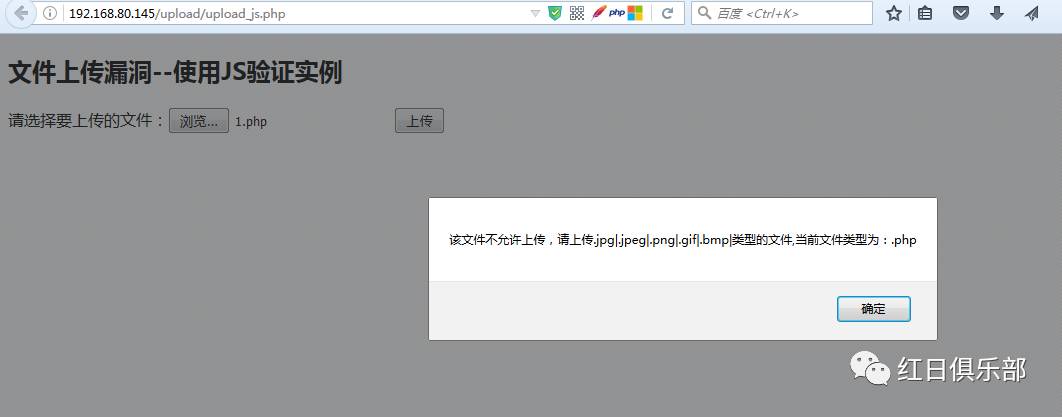 192.168.80.145/upload/upload_js.php
php
百度 <Ctrl+K>
文件上传漏洞--使用JS验证实例
请选择要上传的文件：浏览... 1.php 上传
该文件不允许上传，请上传.jpg|.jpeg|.png|.gif|.bmp|类型的文件,当前文件类型为：.php
确定
红日俱乐部